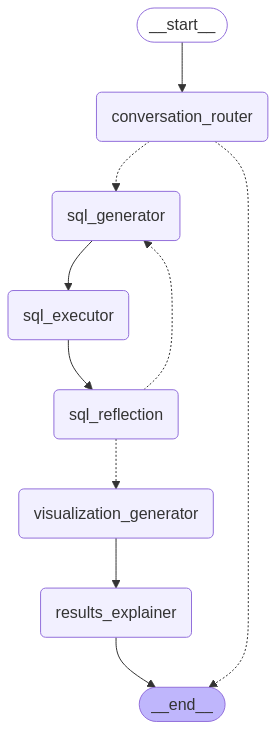 __start__
conversation_router
sql_generator
sql_executor
sql_reflection
visualization_generator
results_explainer
__end__